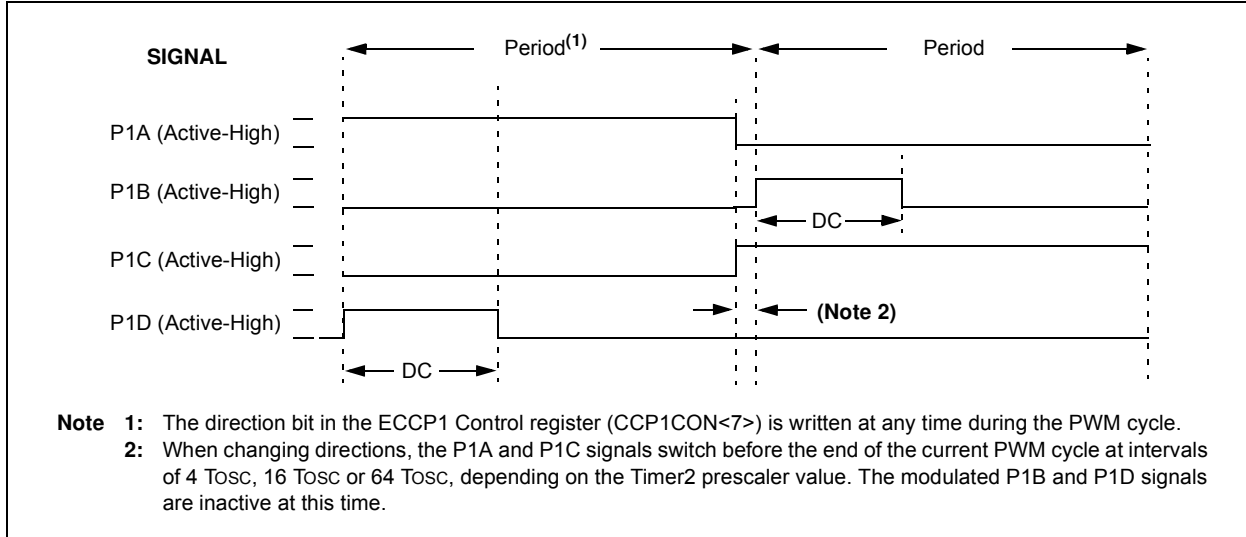 SIGNAL
Period(1)
Period
P1A (Active-High)
P1B (Active-High)
DC
P1C (Active-High)
P1D (Active-High)
(Note 2)
DC
Note 1: The direction bit in the ECCP1 Control register (CCP1CON<7>) is written at any time during the PWM cycle.
2: When changing directions, the P1A and P1C signals switch before the end of the current PWM cycle at intervals
of 4 TOSC, 16 TOSC or 64 TOSC, depending on the Timer2 prescaler value. The modulated P1B and P1D signals
are inactive at this time.